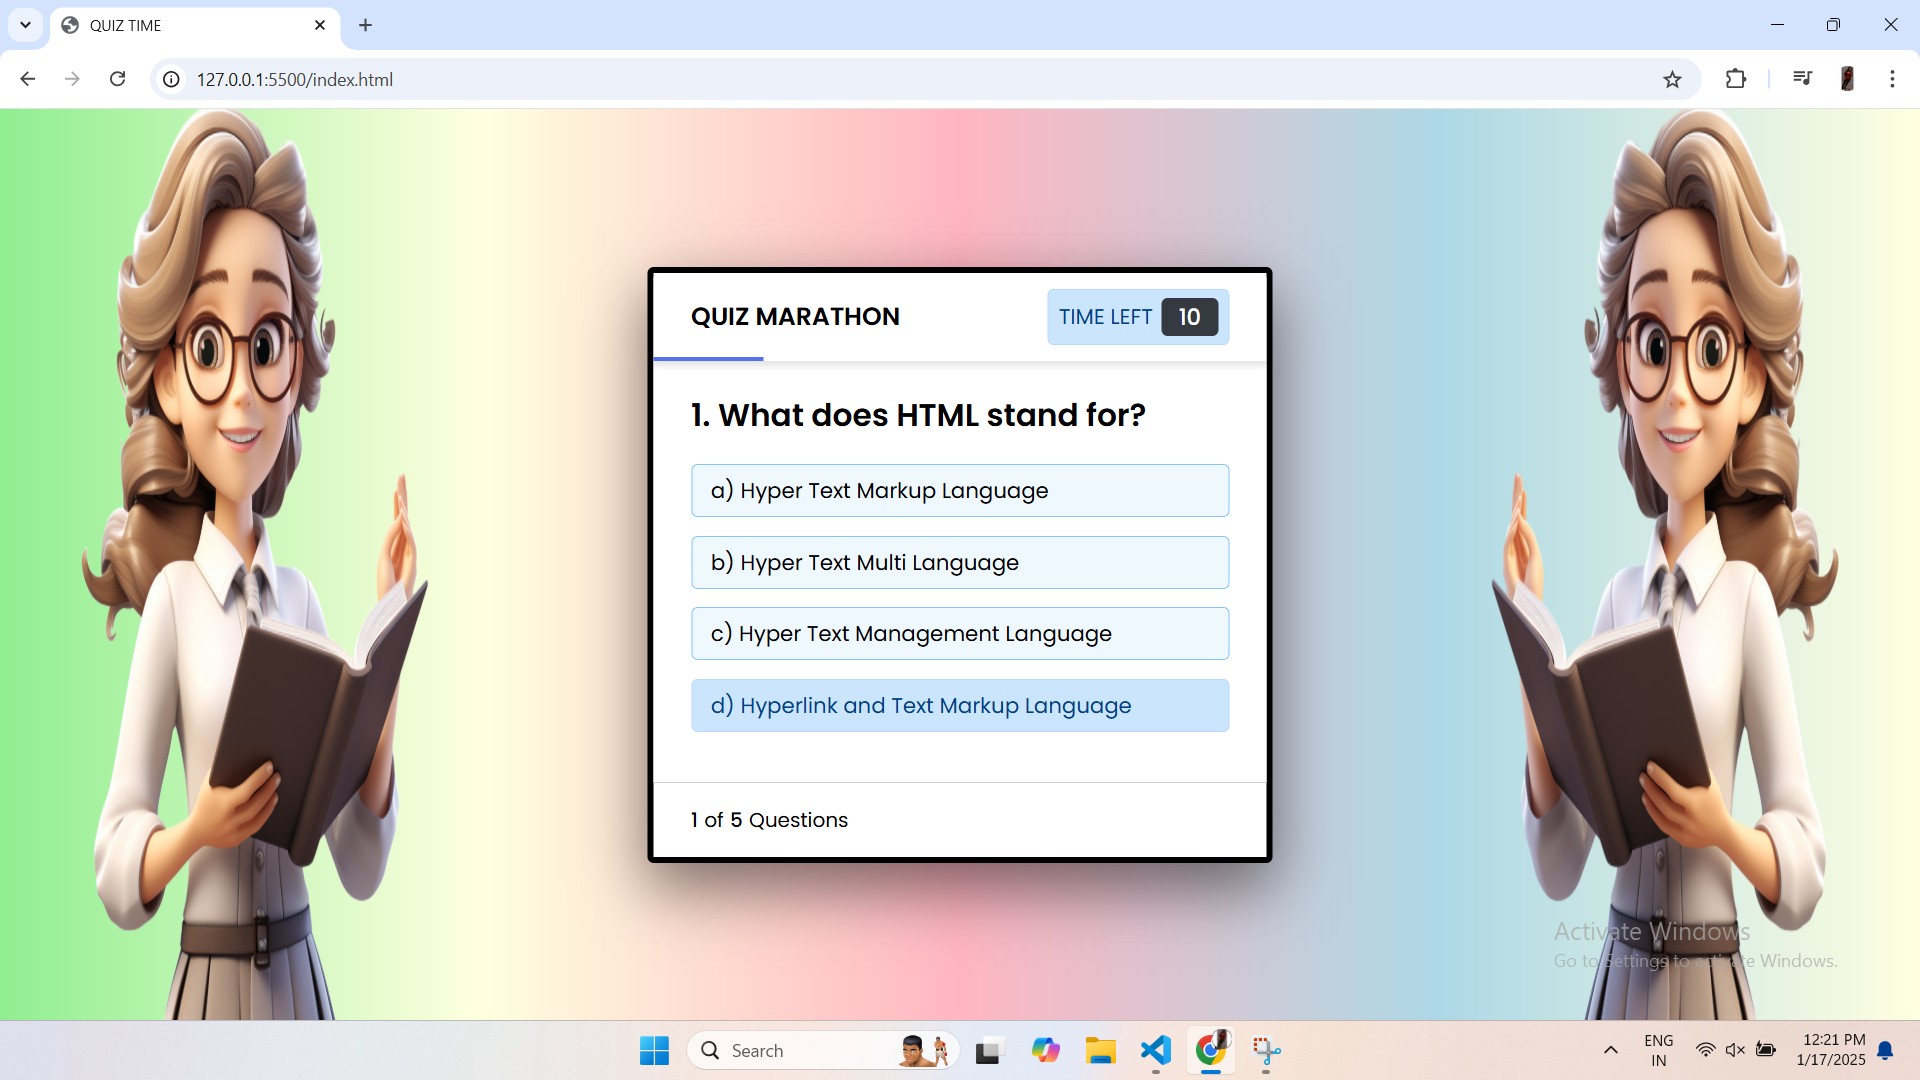 QUIZ TIME
127.0.0.1:5500/index.html
QUIZ MARATHON
TIME LEFT 10
1. What does HTML stand for?
a) Hyper Text Markup Language
b) Hyper Text Multi Language
c) Hyper Text Management Language
d) Hyperlink and Text Markup Language
1 of 5 Questions
Activate Windows
Go to Settings to activate Windows.
Search
ENG
IN
12:21 PM
1/17/2025